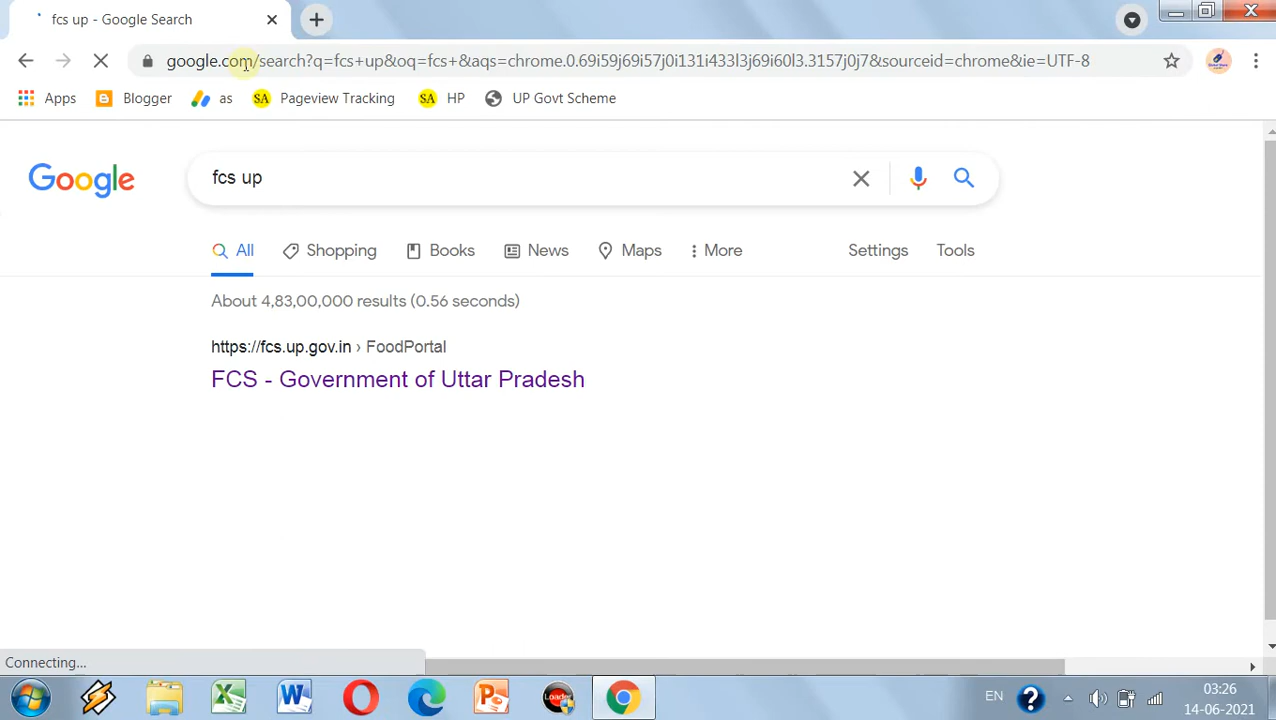 fcs up - Google Search
google.com/search?q=fcs+up&oq=fcs+&aqs=chrome.0.69i59j69i57j0i131i433l3j69i60l3.3157j0j7&sourceid=chrome&ie=UTF-8
Apps Blogger as SA Pageview Tracking SA HP UP Govt Scheme
Google fcs up
All Shopping Books News Maps More Settings Tools
About 4,83,00,000 results (0.56 seconds)
https://fcs.up.gov.in › FoodPortal
FCS - Government of Uttar Pradesh
Connecting...
Loader EN 03:26
14-06-2021